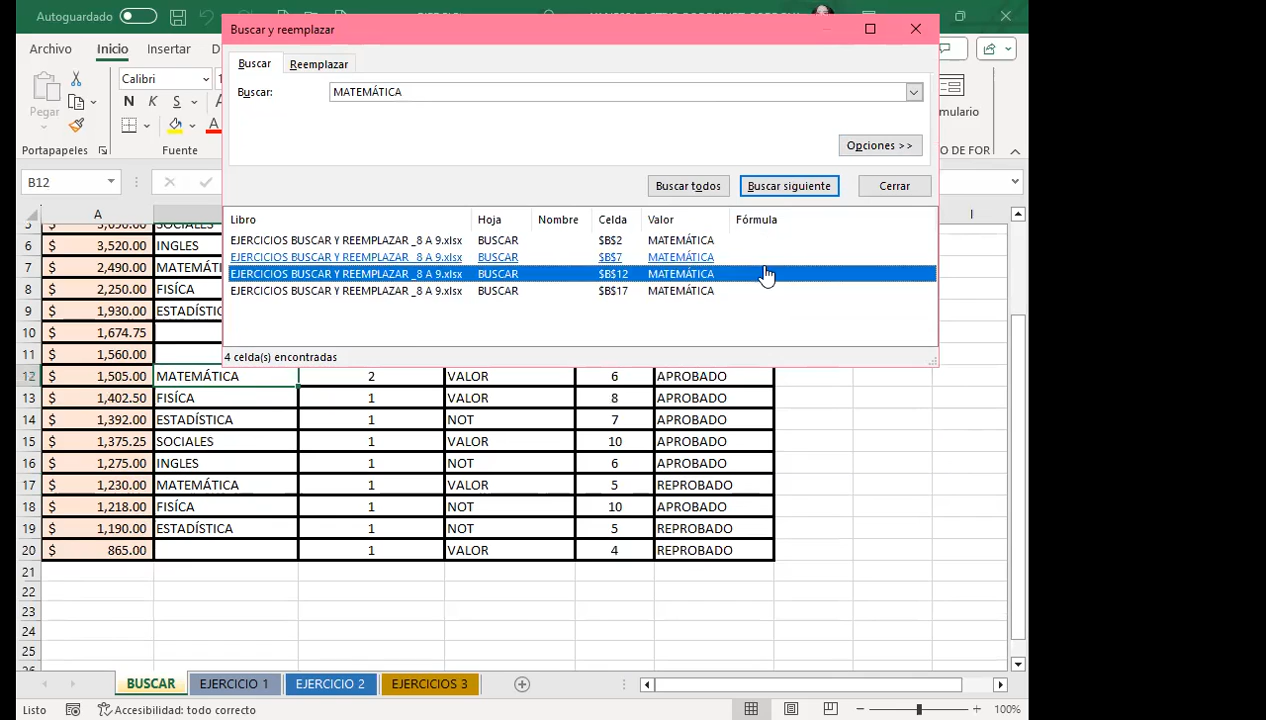 Autoguardado
Buscar y reemplazar
Archivo Inicio Insertar
Buscar Reemplazar
Buscar: MATEMÁTICA
Calibri
Pegar
N K S
Opciones >>
Portapapeles Fuente
O DE FOR
B12
Buscar todos Buscar siguiente Cerrar
A I
Libro Hoja Nombre Celda Valor Fórmula
EJERCICIOS BUSCAR Y REEMPLAZAR _8 A 9.xlsx BUSCAR $B$2 MATEMÁTICA
EJERCICIOS BUSCAR Y REEMPLAZAR _8 A 9.xlsx BUSCAR $B$7 MATEMÁTICA
EJERCICIOS BUSCAR Y REEMPLAZAR _8 A 9.xlsx BUSCAR $B$12 MATEMÁTICA
EJERCICIOS BUSCAR Y REEMPLAZAR _8 A 9.xlsx BUSCAR $B$17 MATEMÁTICA
4 celda(s) encontradas
6 $ 3,520.00 INGLES
7 $ 2,490.00
8 $ 2,250.00 FISÍCA
9 $ 1,930.00
10 $ 1,674.75
11 $ 1,560.00
12 $ 1,505.00 MATEMÁTICA 2 VALOR 6 APROBADO
13 $ 1,402.50 FISÍCA 1 VALOR 8 APROBADO
14 $ 1,392.00 ESTADÍSTICA 1 NOT 7 APROBADO
15 $ 1,375.25 SOCIALES 1 VALOR 10 APROBADO
16 $ 1,275.00 INGLES 1 NOT 6 APROBADO
17 $ 1,230.00 MATEMÁTICA 1 VALOR 5 REPROBADO
18 $ 1,218.00 FISÍCA 1 NOT 10 APROBADO
19 $ 1,190.00 ESTADÍSTICA 1 NOT 5 REPROBADO
20 $ 865.00 1 VALOR 4 REPROBADO
21
22
23
24
25
BUSCAR EJERCICIO 1 EJERCICIO 2 EJERCICIOS 3
Listo Accesibilidad: todo correcto 100%